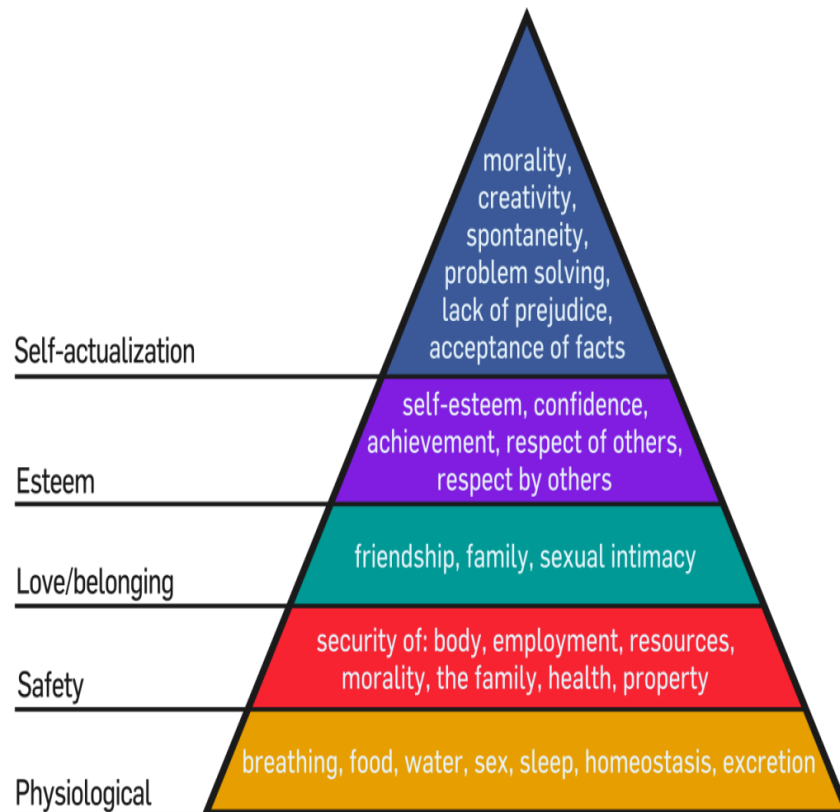 morality,
creativity,
spontaneity,
problem solving,
lack of prejudice,
acceptance of facts
Self-actualization
self-esteem, confidence,
achievement, respect of others,
respect by others
Esteem
friendship, family, sexual intimacy
Love/belonging
security of: body, employment, resources,
morality, the family, health, property
Safety
breathing, food, water, sex, sleep, homeostasis, excretion
Physiological